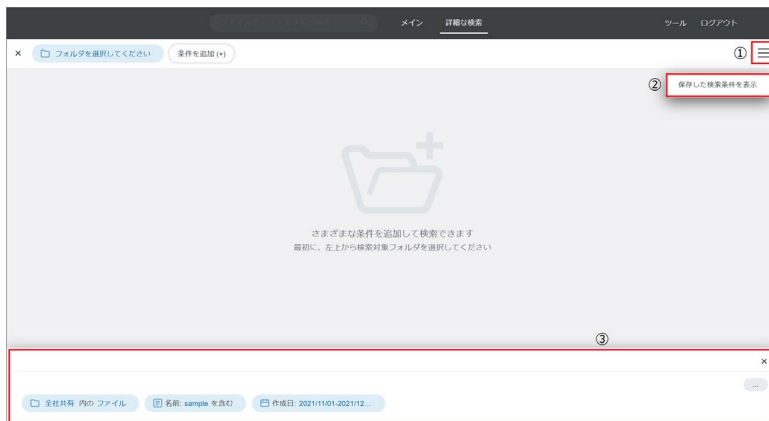 メイン 詳細な検索 ツール ログアウト
× フォルダを選択してください 条件を追加 (+) ①
② 保存した検索条件を表示
さまざまな条件を追加して検索できます
最初に、左上から検索対象フォルダを選択してください
③
×
...
全社共有 内の ファイル 名前: sample を含む 作成日: 2021/11/01-2021/12...